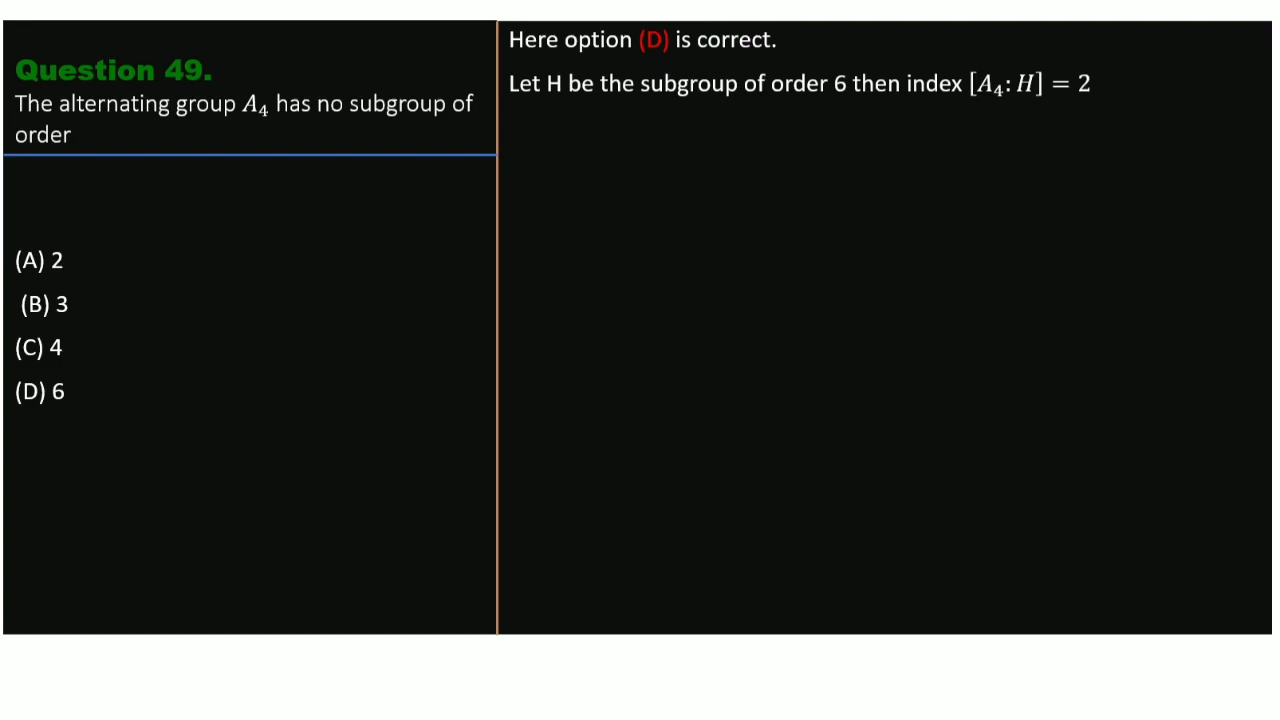 Question 49.
The alternating group 𝐴₄ has no subgroup of
order
(A) 2
(B) 3
(C) 4
(D) 6
Here option (D) is correct.
Let H be the subgroup of order 6 then index [𝐴₄: 𝐻] = 2